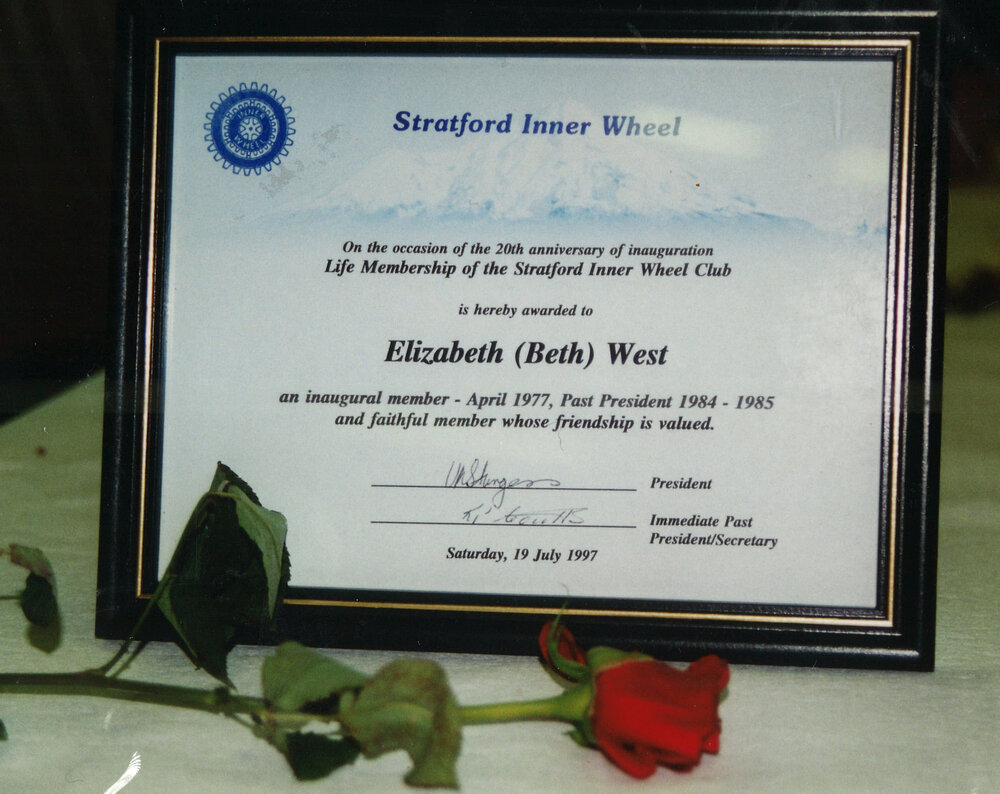 INNER
WHEEL
Stratford Inner Wheel
On the occasion of the 20th anniversary of inauguration
Life Membership of the Stratford Inner Wheel Club
is hereby awarded to
Elizabeth (Beth) West
an inaugural member - April 1977, Past President 1984 - 1985
and faithful member whose friendship is valued.
President
Immediate Past
President/Secretary
Saturday, 19 July 1997